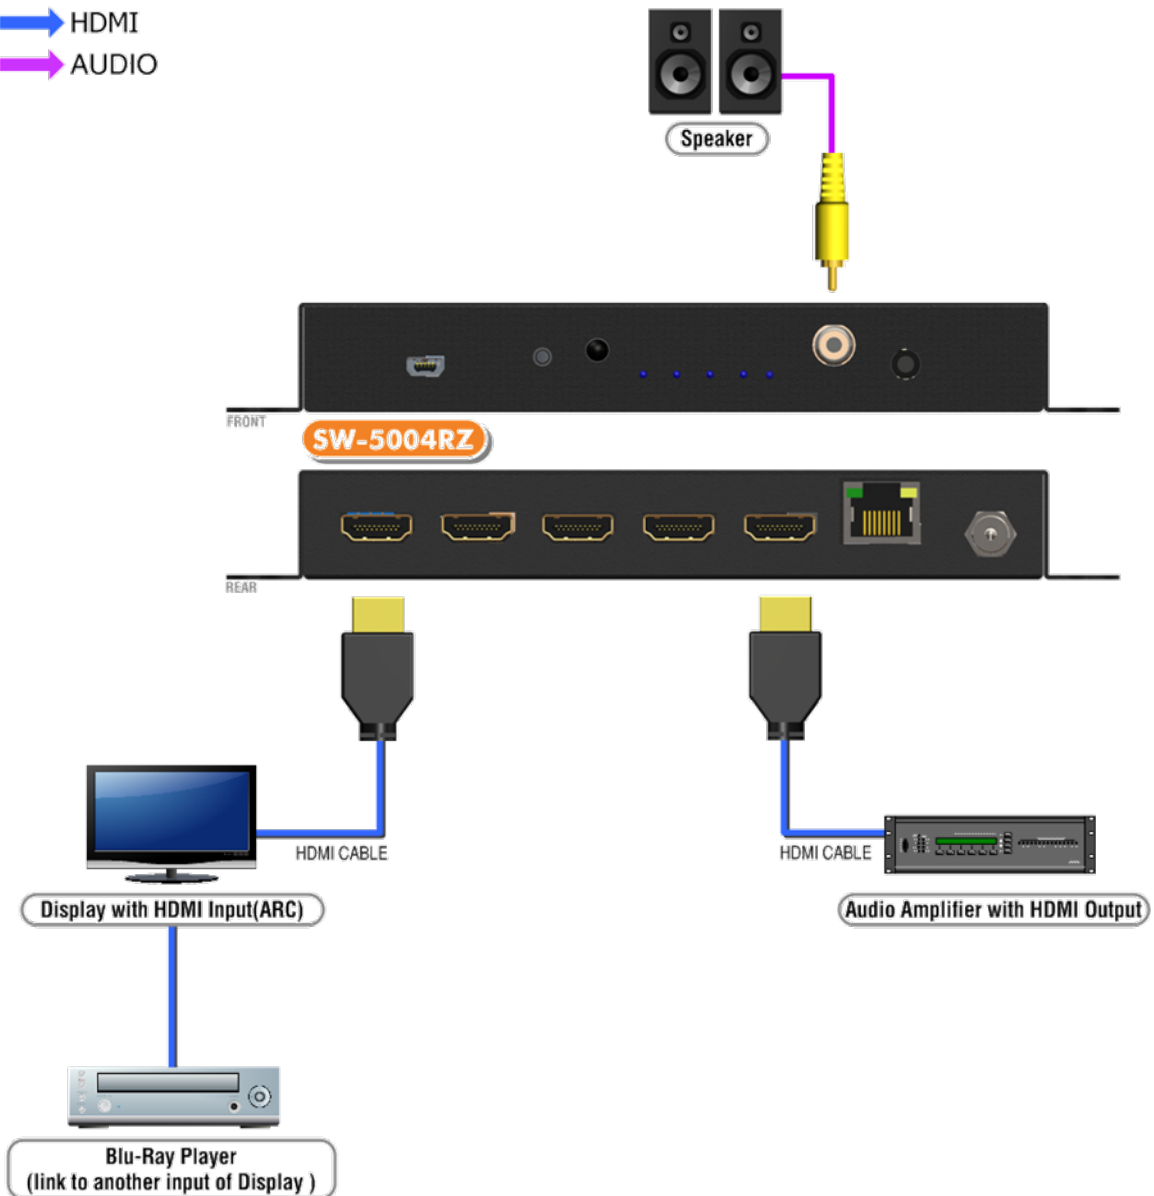 HDMI
AUDIO
Speaker
FRONT
SW-5004RZ
REAR
HDMI CABLE
HDMI CABLE
Display with HDMI Input(ARC)
Audio Amplifier with HDMI Output
Blu-Ray Player
(link to another input of Display )